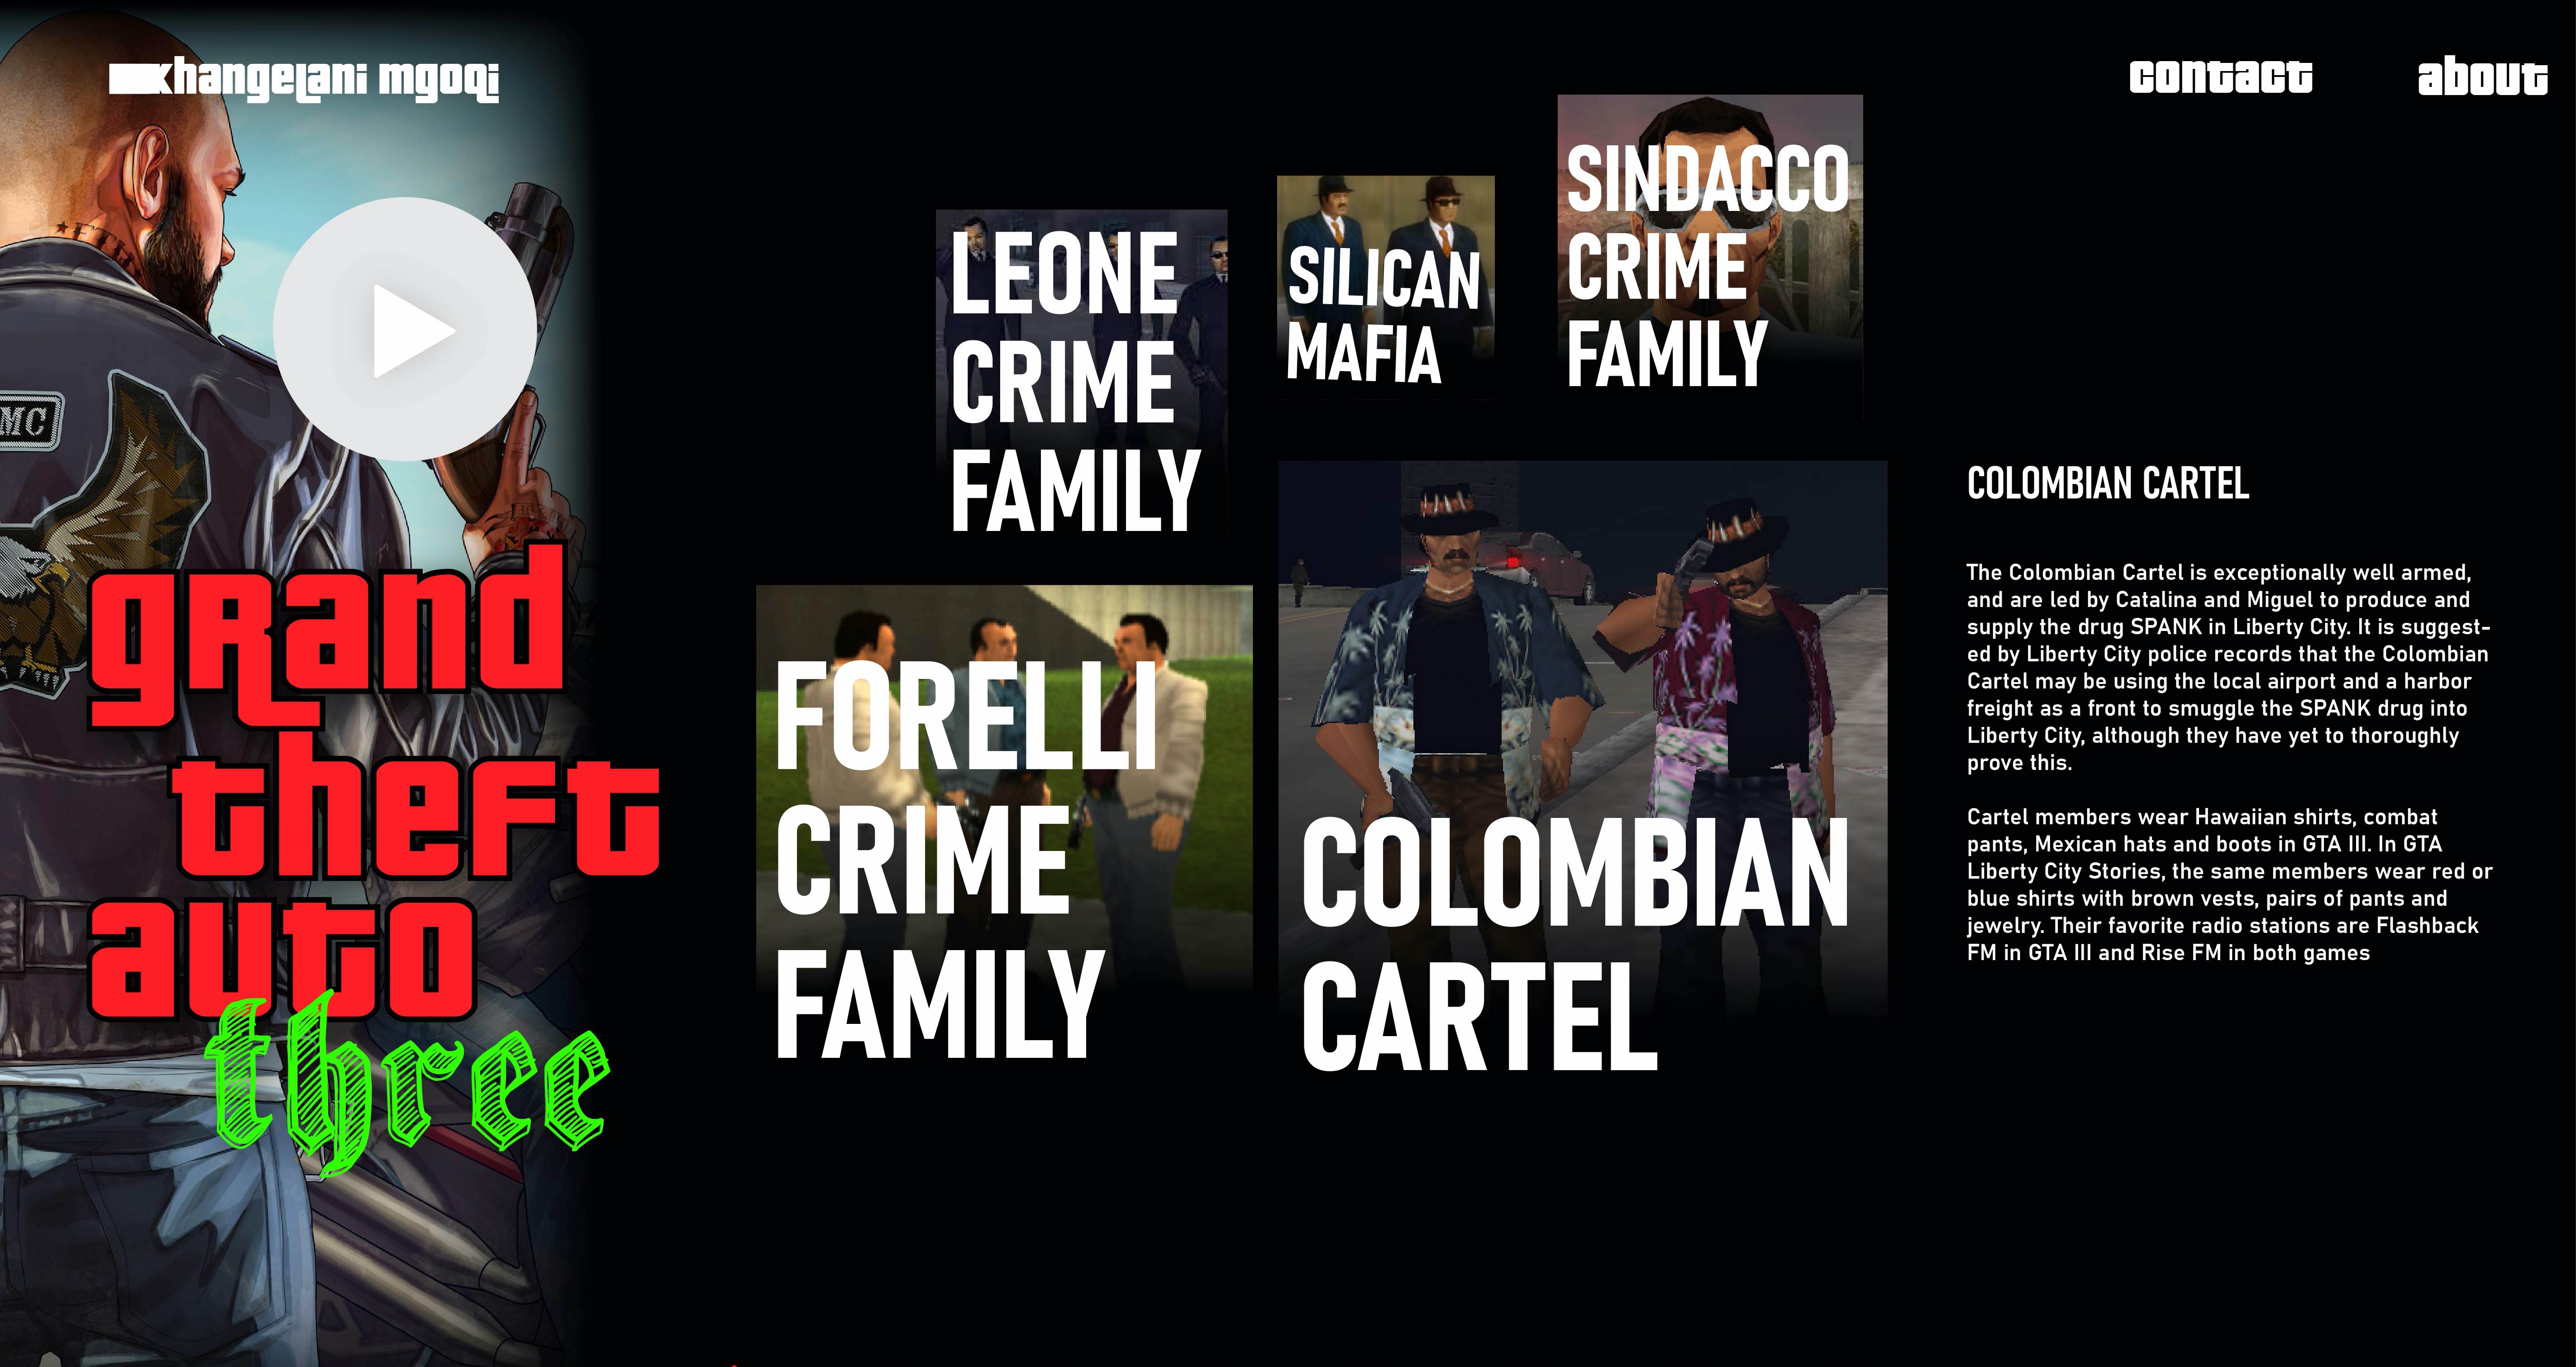 khangelani mgoqi
contact
about
MC
grand
theft
auto
three
LEONE
CRIME
FAMILY
SILICAN
MAFIA
SINDACCO
CRIME
FAMILY
FORELLI
CRIME
FAMILY
COLOMBIAN
CARTEL
COLOMBIAN CARTEL
The Colombian Cartel is exceptionally well armed,
and are led by Catalina and Miguel to produce and
supply the drug SPANK in Liberty City. It is suggest-
ed by Liberty City police records that the Colombian
Cartel may be using the local airport and a harbor
freight as a front to smuggle the SPANK drug into
Liberty City, although they have yet to thoroughly
prove this.
Cartel members wear Hawaiian shirts, combat
pants, Mexican hats and boots in GTA III. In GTA
Liberty City Stories, the same members wear red or
blue shirts with brown vests, pairs of pants and
jewelry. Their favorite radio stations are Flashback
FM in GTA III and Rise FM in both games